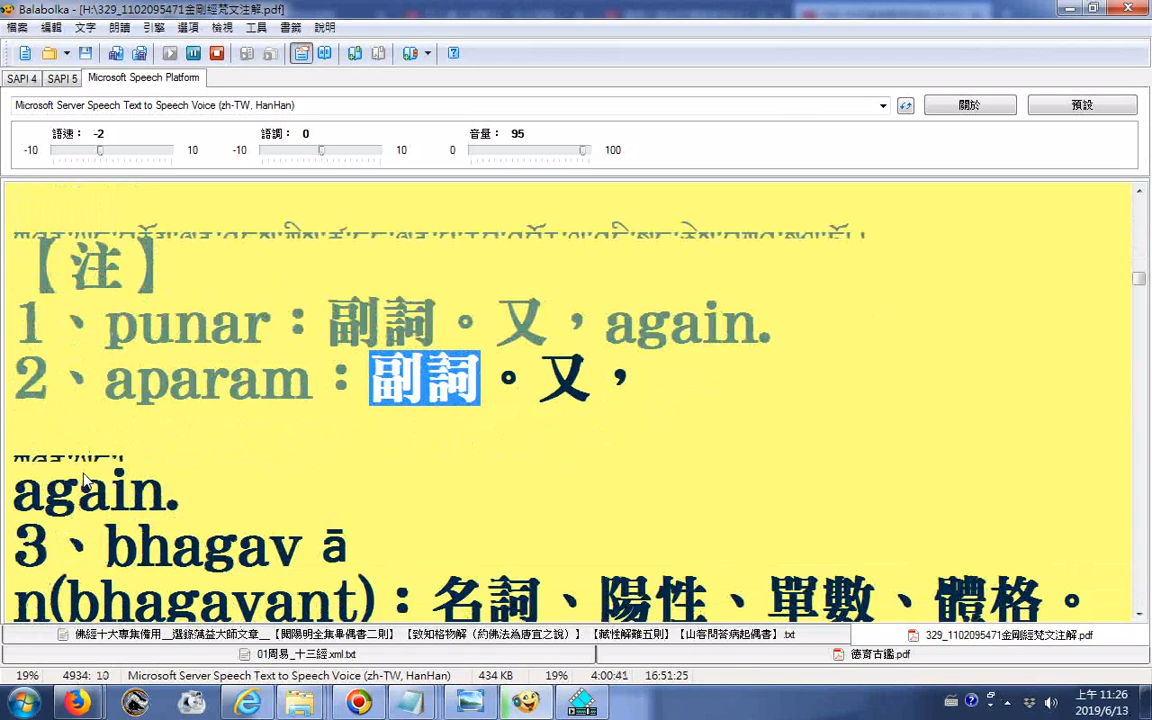 Balabolka - [H:\329_1102095471金剛經梵文注解.pdf]
檔案 編輯 文字 朗讀 引擎 選項 檢視 工具 書籤 說明
SAPI 4 SAPI 5 Microsoft Speech Platform
Microsoft Server Speech Text to Speech Voice (zh-TW, HanHan) 關於 預設
語速： -2 語調： 0 音量： 95
-10 10 -10 10 0 100
【注】
1、punar：副詞。又，again.
2、aparam：副詞。又，
again.
3、bhagav ā
n(bhagavant)：名詞、陽性、單數、體格。
佛經十大專集備用__選錄蕅益大師文章__【閱陽明全集畢偶書二則】【致知格物解（約佛法為唐宜之說）】【藏性解難五則】【山客問答病起偶書】.txt 329_1102095471金剛經梵文注解.pdf
01周易_十三經.xml.txt 德育古鑑.pdf
19% 4934: 10 Microsoft Server Speech Text to Speech Voice (zh-TW, HanHan) 434 KB 19% 4:00:41 16:51:25
上午 11:26
2019/6/13